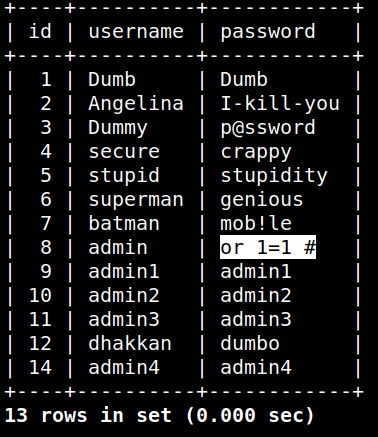 +----+----------+------------+
| id | username | password   |
+----+----------+------------+
|  1 | Dumb     | Dumb       |
|  2 | Angelina | I-kill-you |
|  3 | Dummy    | p@ssword   |
|  4 | secure   | crappy     |
|  5 | stupid   | stupidity  |
|  6 | superman | genious    |
|  7 | batman   | mob!le     |
|  8 | admin    | or 1=1 #   |
|  9 | admin1   | admin1     |
| 10 | admin2   | admin2     |
| 11 | admin3   | admin3     |
| 12 | dhakkan  | dumbo      |
| 14 | admin4   | admin4     |
+----+----------+------------+
13 rows in set (0.000 sec)